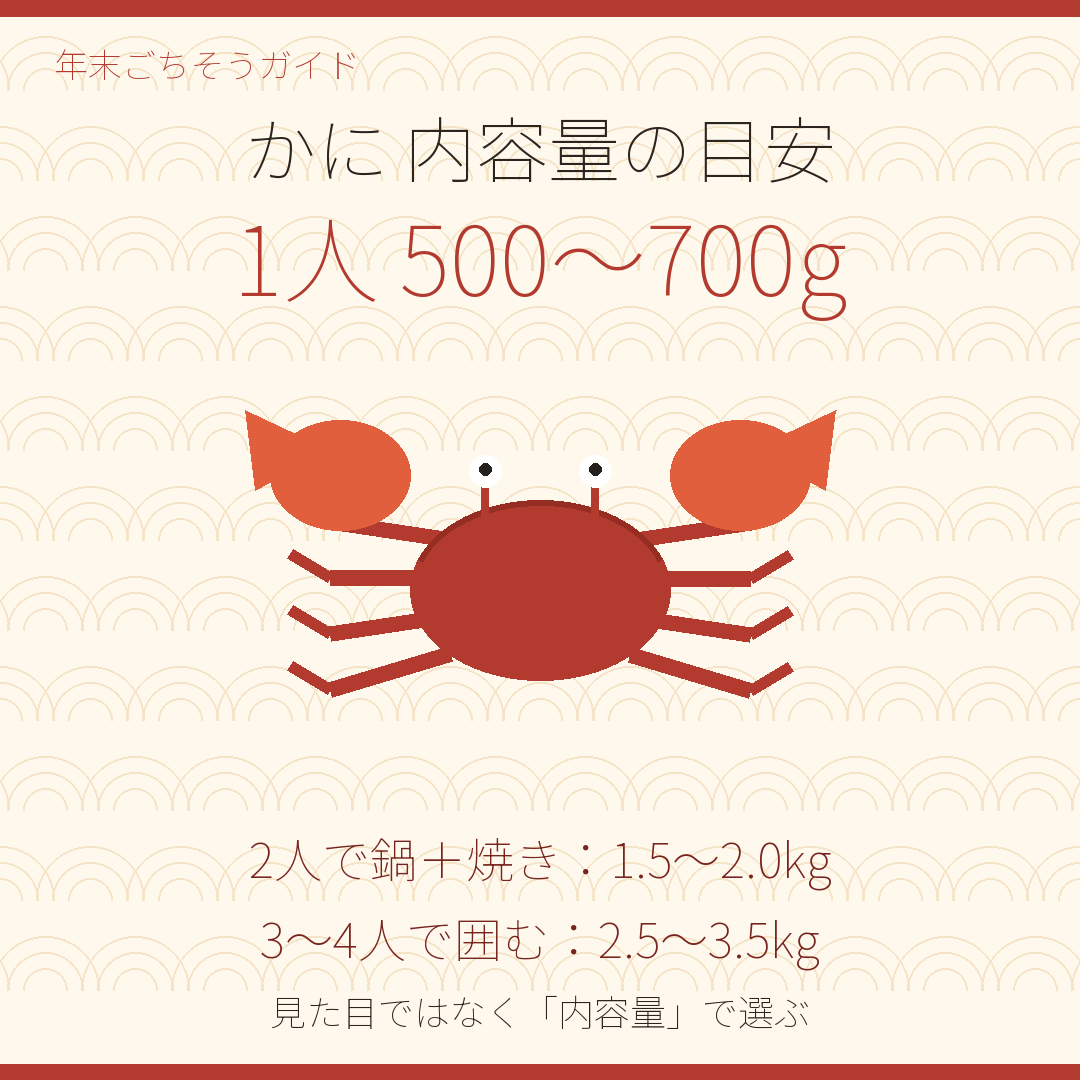 年末ごちそうガイド
かに 内容量の目安
1人 500〜700g
2人で鍋＋焼き：1.5〜2.0kg
3〜4人で囲む：2.5〜3.5kg
見た目ではなく「内容量」で選ぶ